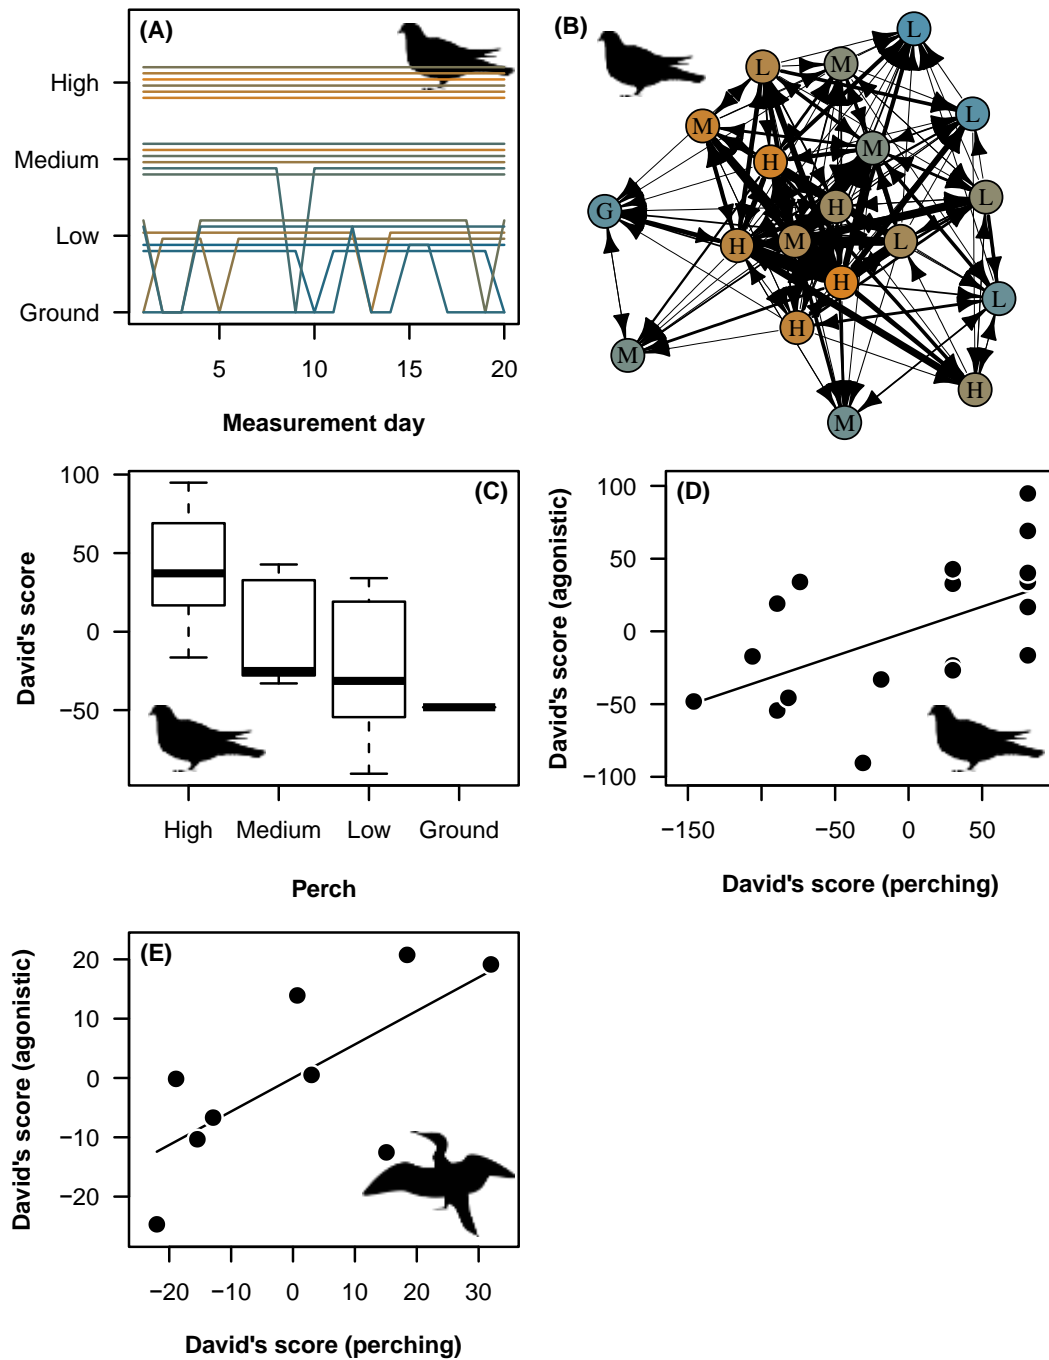 (A)
High
Medium
Low
Ground
5
10
15
20
Measurement day
(B)
L
L
M
L
M
M
H
L
G
H
H
M
L
H
L
H
M
H
M
(C)
100
50
0
−50
David's score
High
Medium
Low
Ground
Perch
(D)
100
50
0
−50
−100
David's score (agonistic)
−150
−50
0
50
David's score (perching)
(E)
20
10
0
−10
−20
David's score (agonistic)
−20
−10
0
10
20
30
David's score (perching)